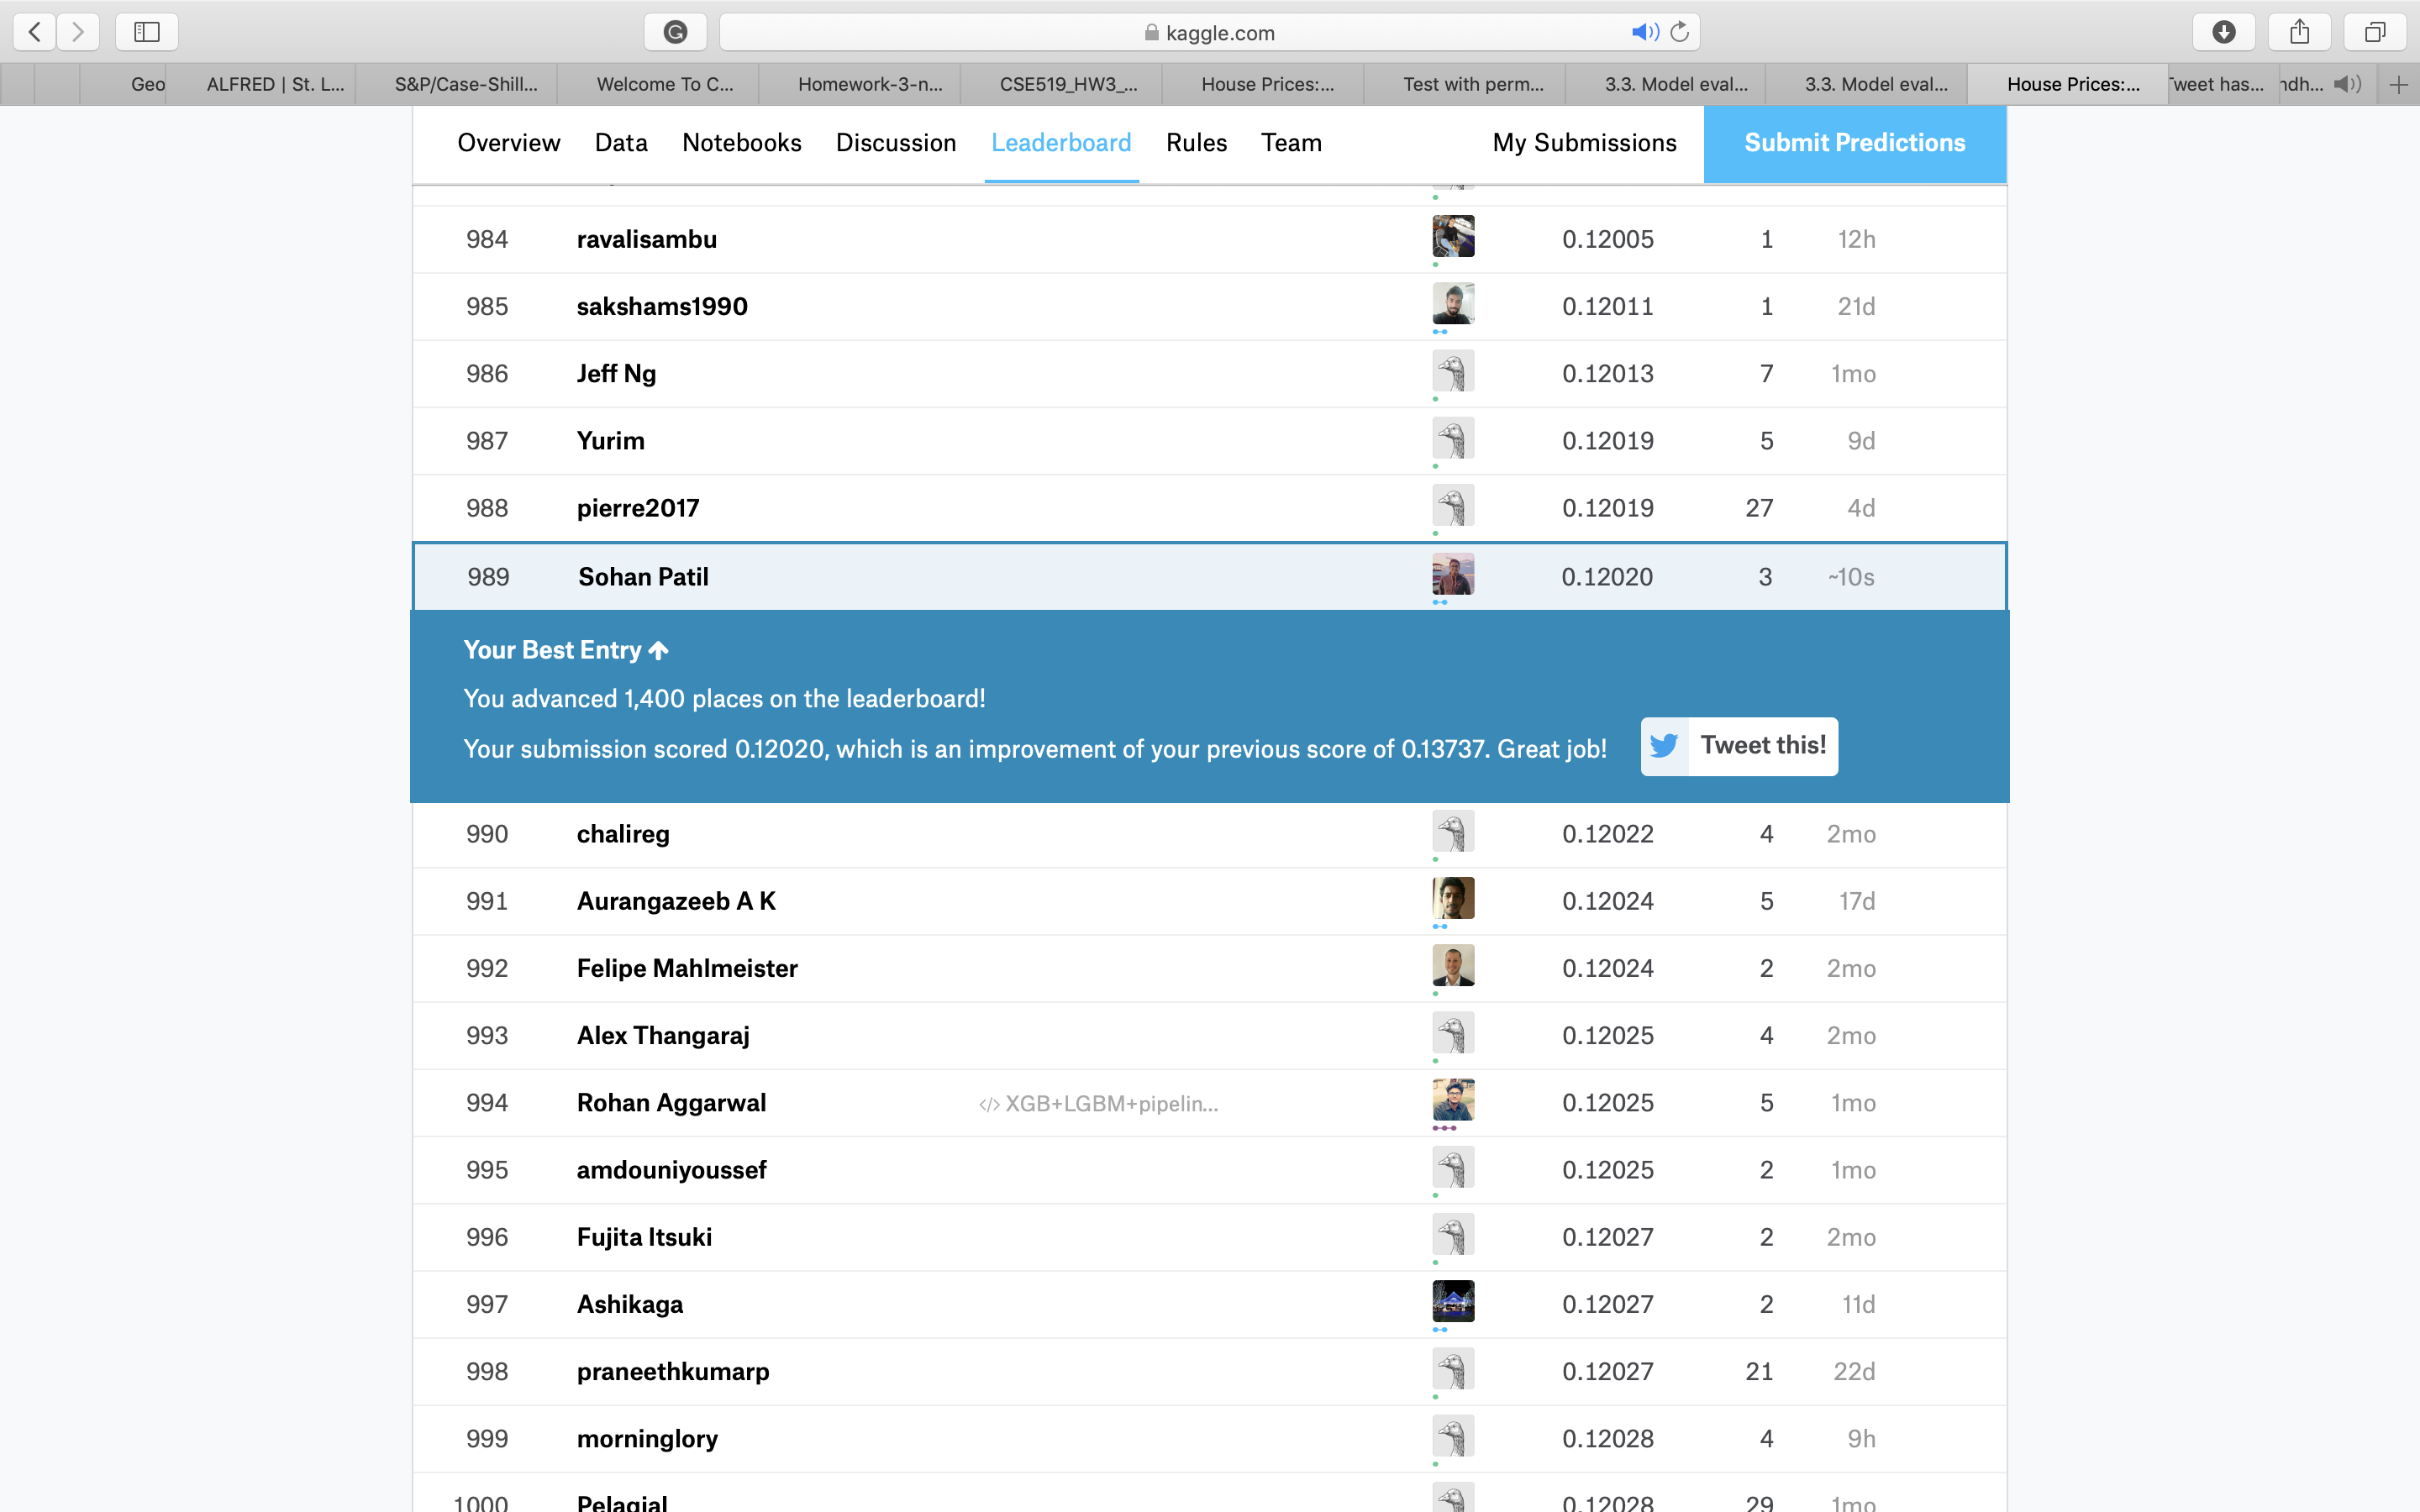 kaggle.com
Geo ALFRED | St. L... S&P/Case-Shill... Welcome To C... Homework-3-n... CSE519_HW3_... House Prices:... Test with perm... 3.3. Model eval... 3.3. Model eval... House Prices:... Tweet has... ndh...
Overview Data Notebooks Discussion Leaderboard Rules Team My Submissions Submit Predictions
984 ravalisambu 0.12005 1 12h
985 sakshams1990 0.12011 1 21d
986 Jeff Ng 0.12013 7 1mo
987 Yurim 0.12019 5 9d
988 pierre2017 0.12019 27 4d
989 Sohan Patil 0.12020 3 ~10s
Your Best Entry
You advanced 1,400 places on the leaderboard!
Your submission scored 0.12020, which is an improvement of your previous score of 0.13737. Great job! Tweet this!
990 chalireg 0.12022 4 2mo
991 Aurangazeeb A K 0.12024 5 17d
992 Felipe Mahlmeister 0.12024 2 2mo
993 Alex Thangaraj 0.12025 4 2mo
994 Rohan Aggarwal </> XGB+LGBM+pipelin... 0.12025 5 1mo
995 amdouniyoussef 0.12025 2 1mo
996 Fujita Itsuki 0.12027 2 2mo
997 Ashikaga 0.12027 2 11d
998 praneethkumarp 0.12027 21 22d
999 morninglory 0.12028 4 9h
1000 Pelagial 0.12028 29 1mo